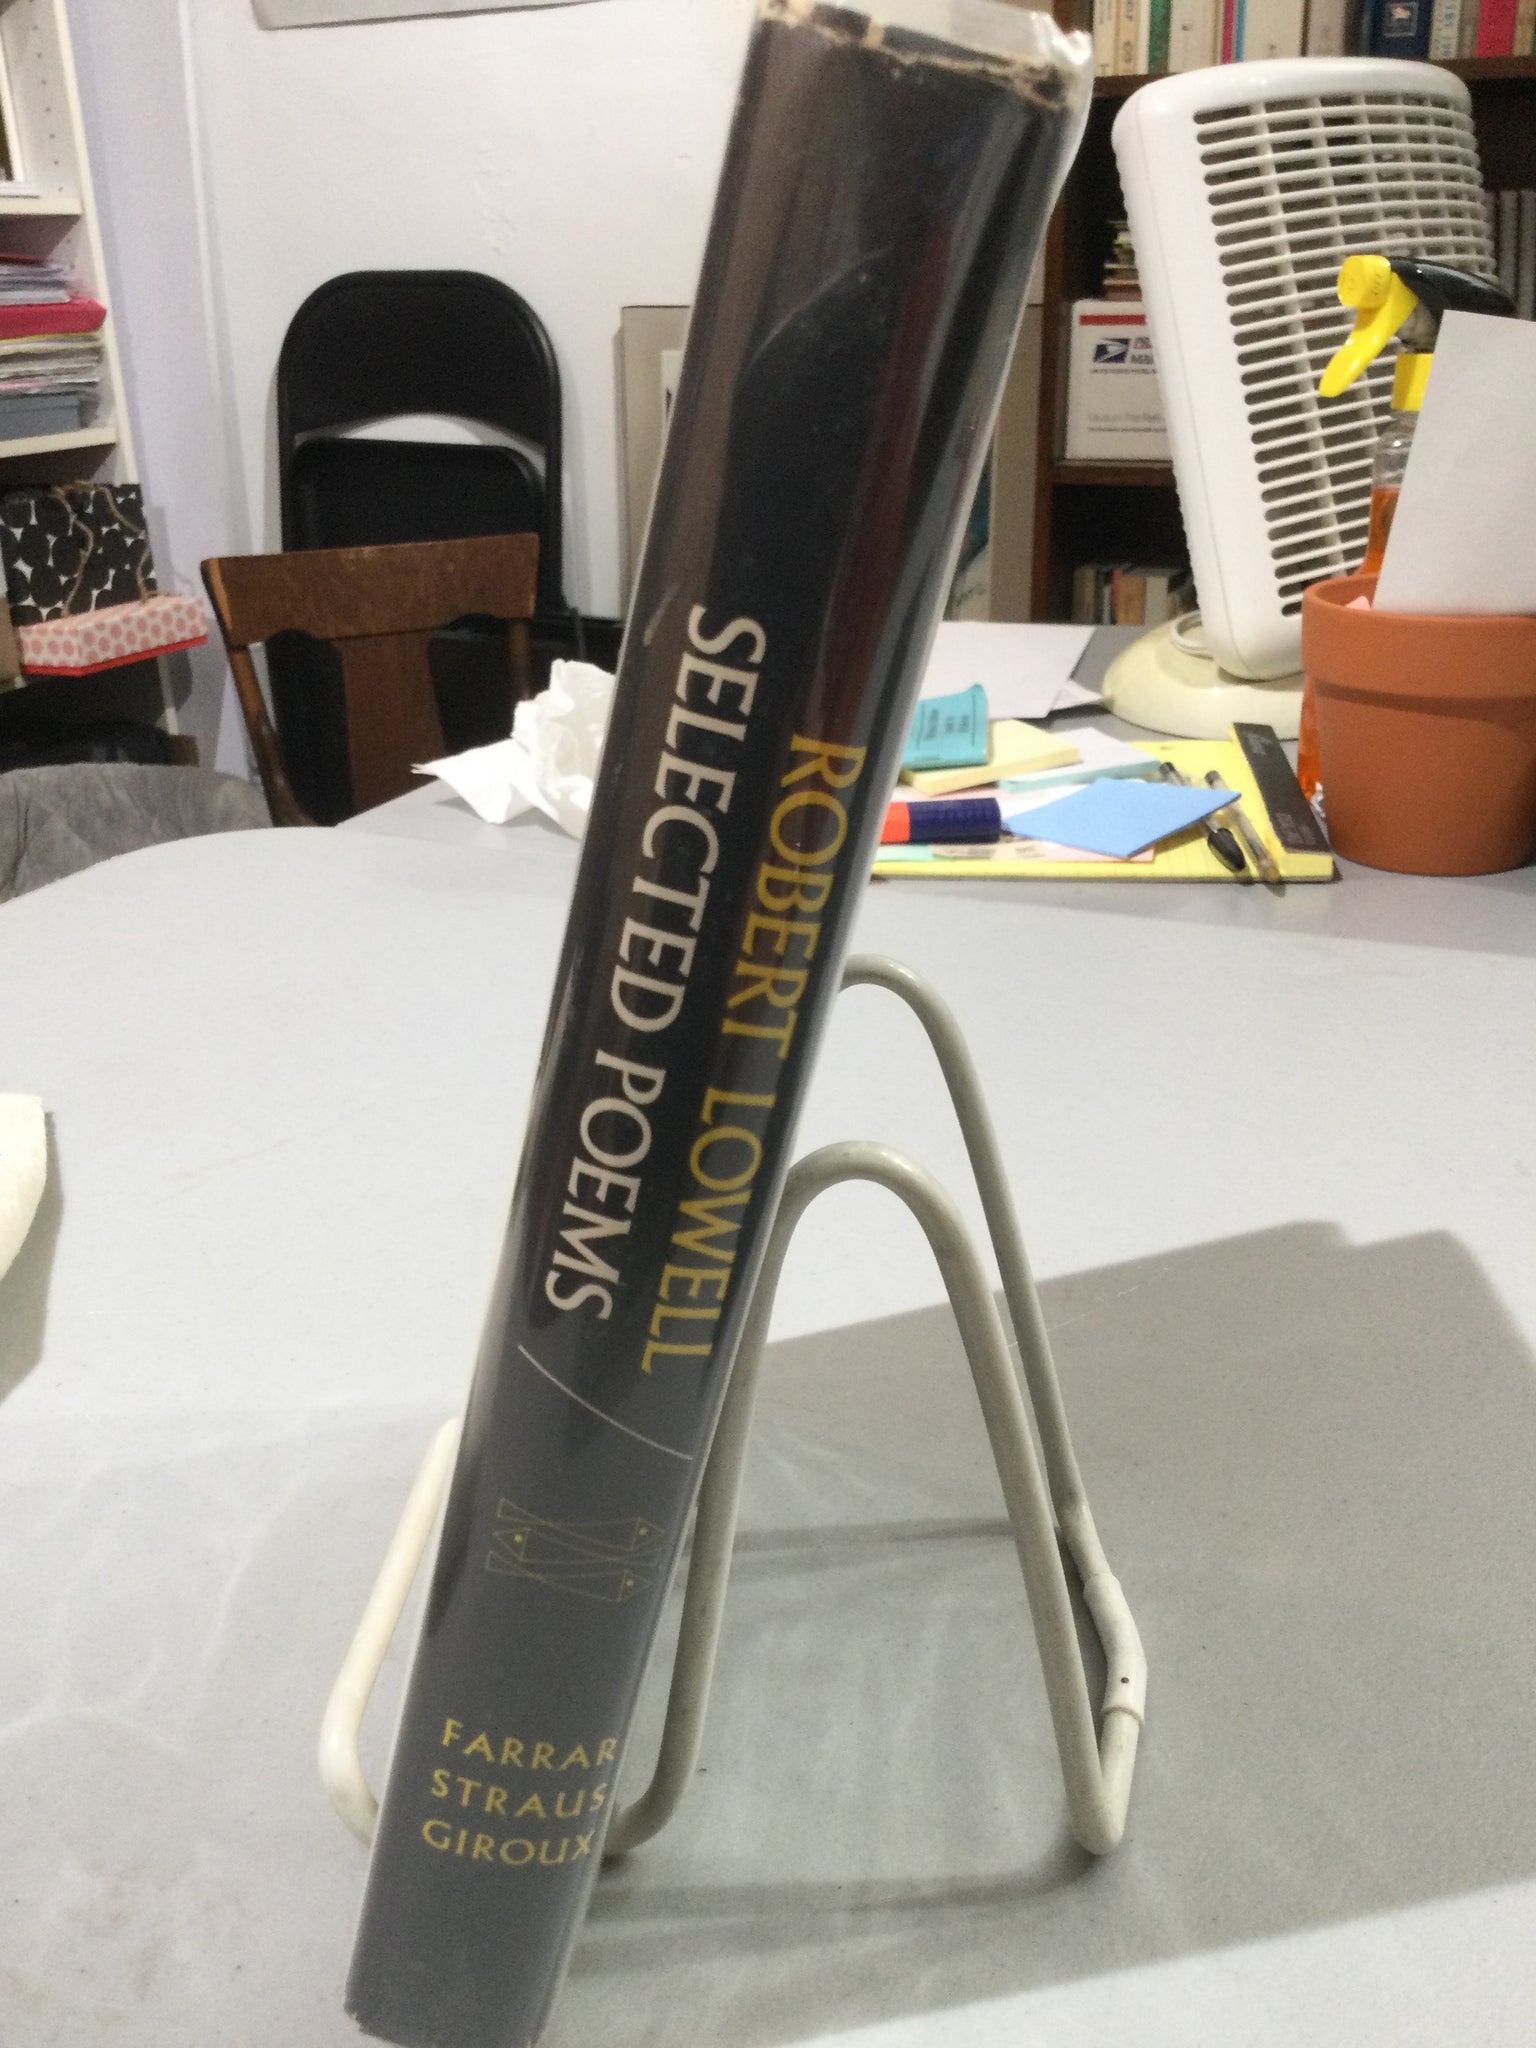 ROBERT LOWELL
SELECTED POEMS
FARRAR
STRAUS
GIROUX